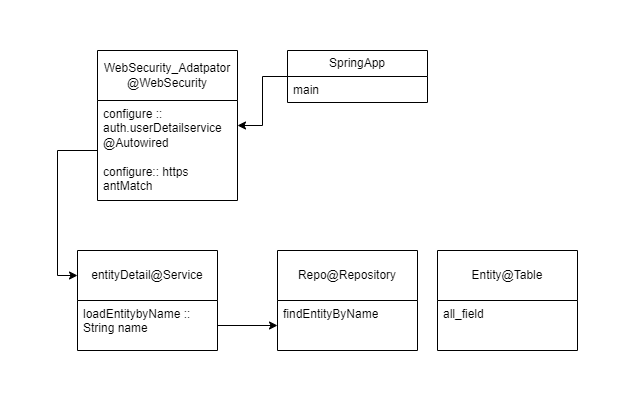 WebSecurity_Adatpator
@WebSecurity
configure ::
auth.userDetailservice
@Autowired
configure:: https
antMatch
SpringApp
main
entityDetail@Service
loadEntitybyName ::
String name
Repo@Repository
findEntityByName
Entity@Table
all_field